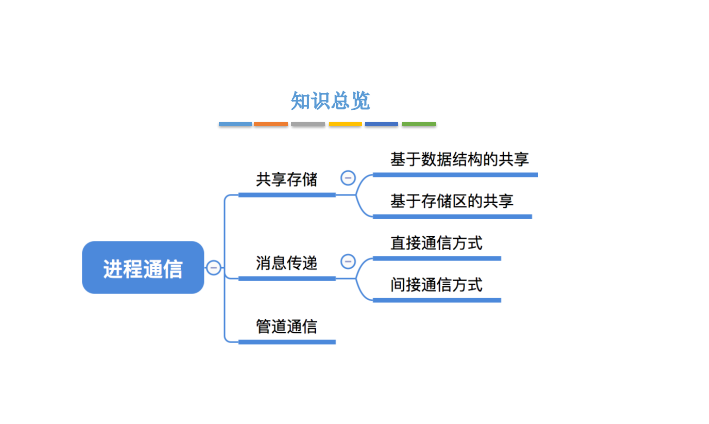 知识总览
进程通信
共享存储
基于数据结构的共享
基于存储区的共享
消息传递
直接通信方式
间接通信方式
管道通信